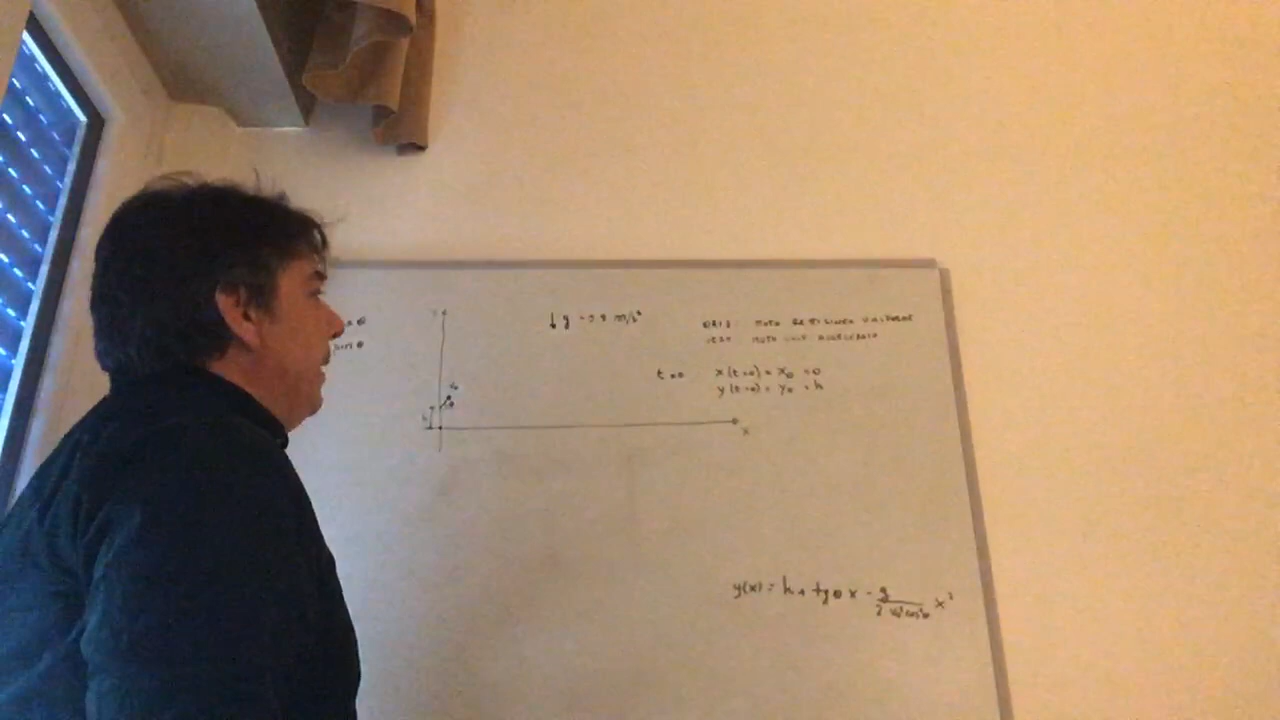 ↓ g = 9.8 m/s²
ORIZ: MOTO RETTILINEO UNIFORME
VERT: MOTO UNIF ACCELERATO
θ
θ
t=0 x(t=0) = x₀ = 0
y(t=0) = y₀ = h
v₀
θ
h
x
y(x) = h + tgθ x - g/(2 v₀² cos²θ) x²